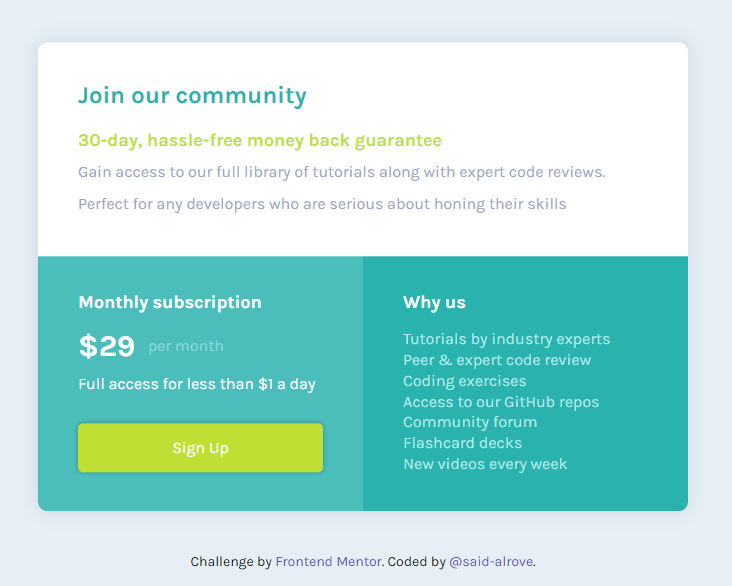 Join our community
30-day, hassle-free money back guarantee
Gain access to our full library of tutorials along with expert code reviews.
Perfect for any developers who are serious about honing their skills
Monthly subscription
$29 per month
Full access for less than $1 a day
Sign Up
Why us
Tutorials by industry experts
Peer & expert code review
Coding exercises
Access to our GitHub repos
Community forum
Flashcard decks
New videos every week
Challenge by Frontend Mentor. Coded by @said-alrove.